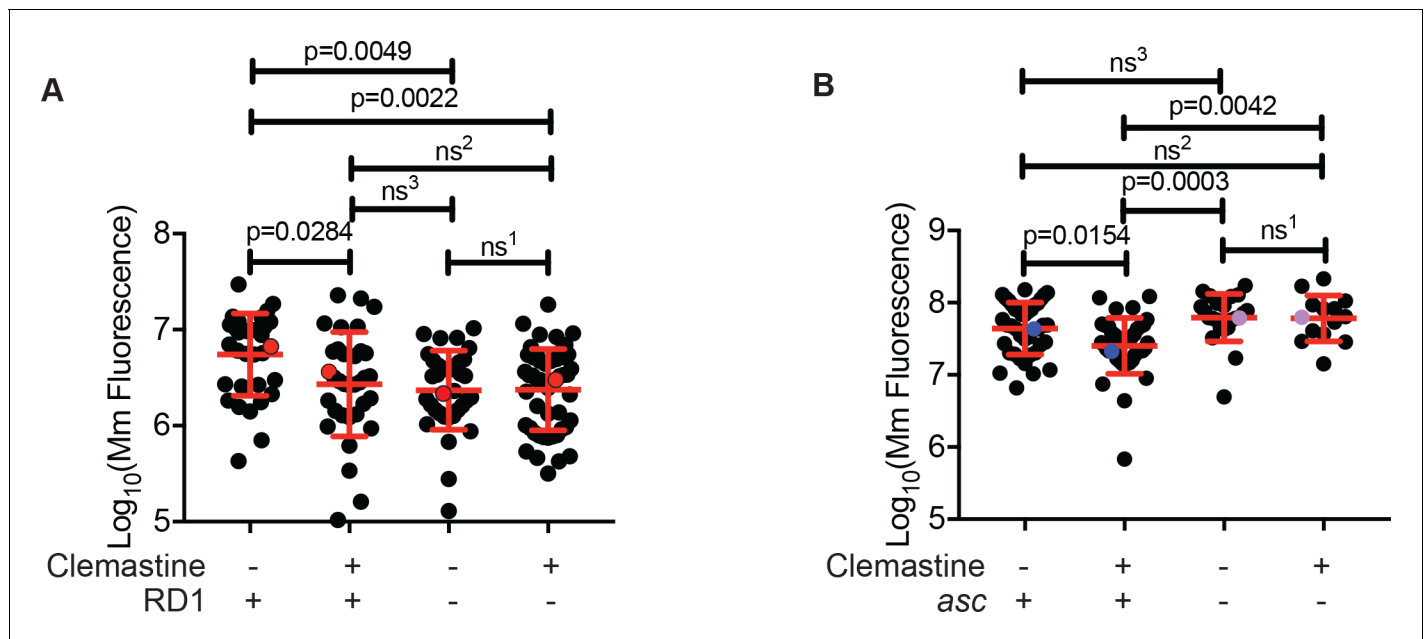 A
p=0.0049
p=0.0022
ns2
ns3
p=0.0284
ns1
Log10(Mm Fluorescence)
8
7
6
5
Clemastine - + - +
RD1 + + - -
B
ns3
p=0.0042
ns2
p=0.0003
p=0.0154
ns1
Log10(Mm Fluorescence)
9
8
7
6
5
Clemastine - + - +
asc + + - -